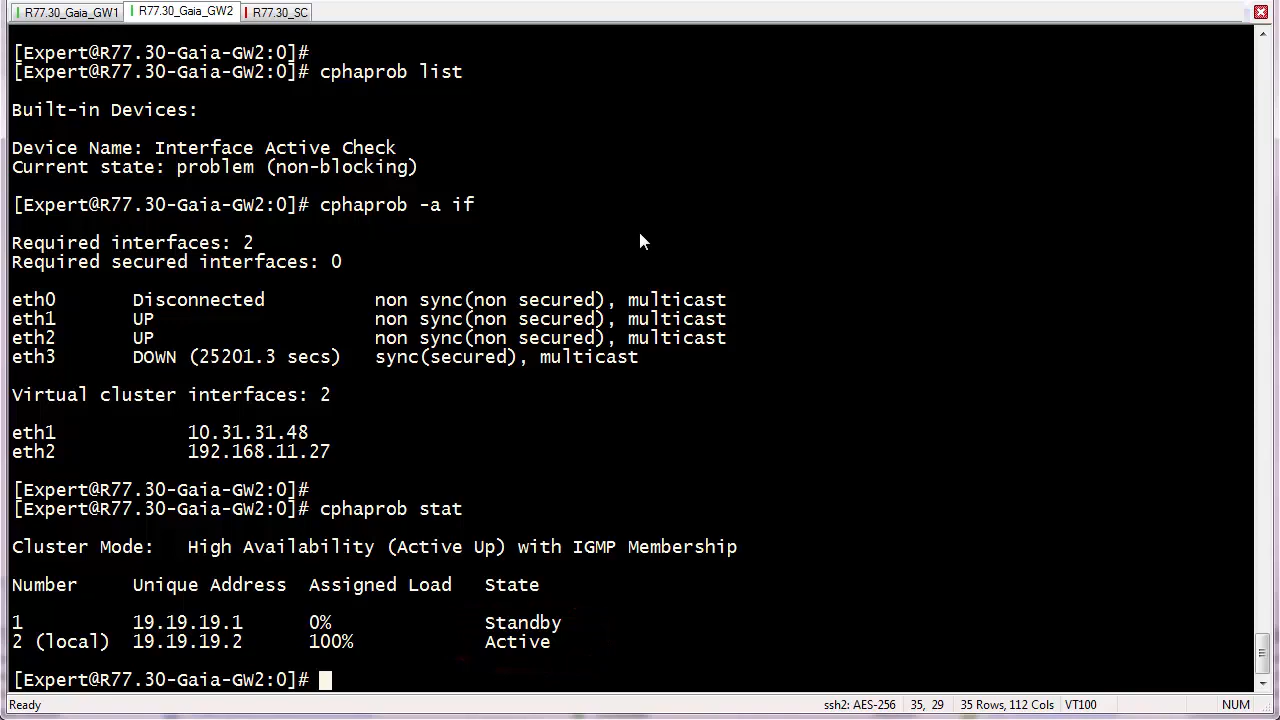 R77.30_Gaia_GW1 R77.30_Gaia_GW2 R77.30_SC
[Expert@R77.30-Gaia-GW2:0]#
[Expert@R77.30-Gaia-GW2:0]# cphaprob list
Built-in Devices:
Device Name: Interface Active Check
Current state: problem (non-blocking)
[Expert@R77.30-Gaia-GW2:0]# cphaprob -a if
Required interfaces: 2
Required secured interfaces: 0
eth0 Disconnected non sync(non secured), multicast
eth1 UP non sync(non secured), multicast
eth2 UP non sync(non secured), multicast
eth3 DOWN (25201.3 secs) sync(secured), multicast
Virtual cluster interfaces: 2
eth1 10.31.31.48
eth2 192.168.11.27
[Expert@R77.30-Gaia-GW2:0]#
[Expert@R77.30-Gaia-GW2:0]# cphaprob stat
Cluster Mode: High Availability (Active Up) with IGMP Membership
Number Unique Address Assigned Load State
1 19.19.19.1 0% Standby
2 (local) 19.19.19.2 100% Active
[Expert@R77.30-Gaia-GW2:0]#
Ready ssh2: AES-256 35, 29 35 Rows, 112 Cols VT100 NUM